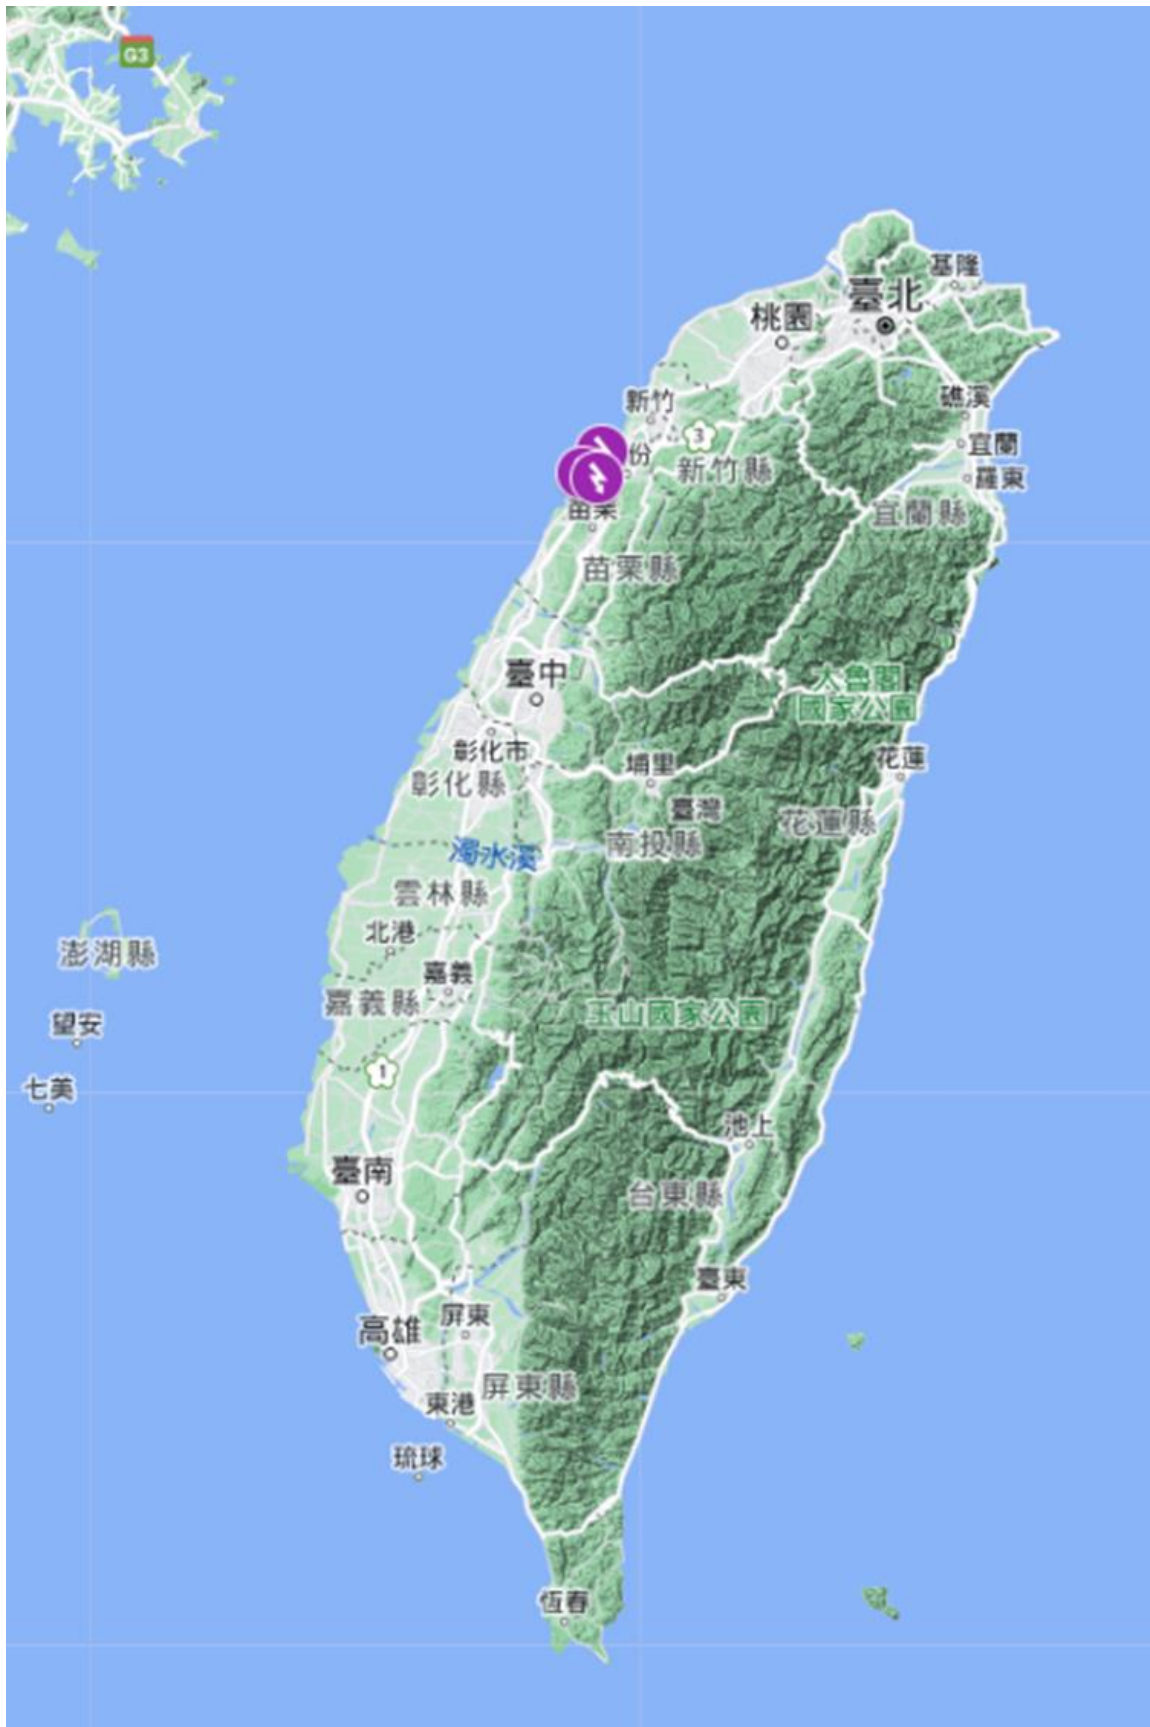 G3
基隆
臺北
桃園
礁溪
新竹
3
宜蘭
份
新竹縣
羅東
宜蘭縣
苗栗
苗栗縣
臺中
太魯閣
國家公園
彰化市
花蓮
埔里
彰化縣
臺灣
花蓮縣
南投縣
濁水溪
雲林縣
北港
澎湖縣
嘉義
嘉義縣
玉山國家公園
望安
1
七美
池上
臺南
台東縣
臺東
屏東
高雄
屏東縣
東港
琉球
恆春